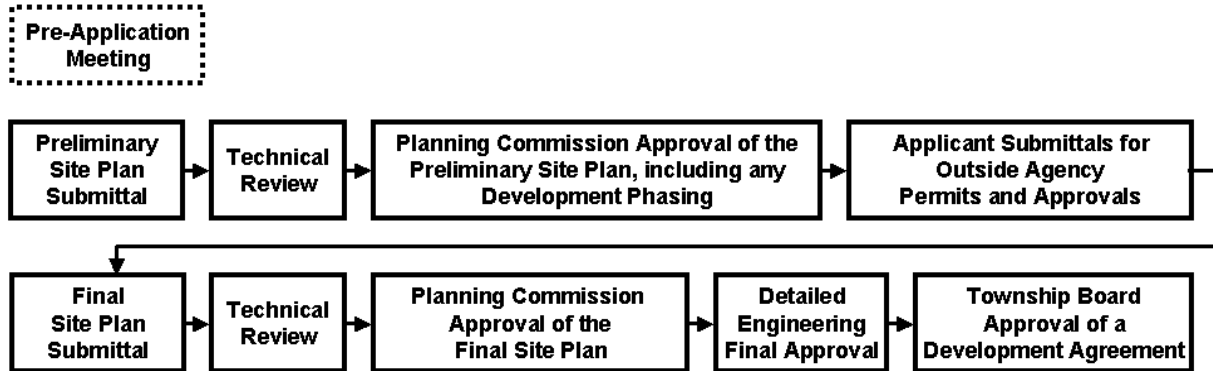 Pre-Application
Meeting
Preliminary
Site Plan
Submittal
Technical
Review
Planning Commission Approval of the
Preliminary Site Plan, including any
Development Phasing
Applicant Submittals for
Outside Agency
Permits and Approvals
Final
Site Plan
Submittal
Technical
Review
Planning Commission
Approval of the
Final Site Plan
Detailed
Engineering
Final Approval
Township Board
Approval of a
Development Agreement